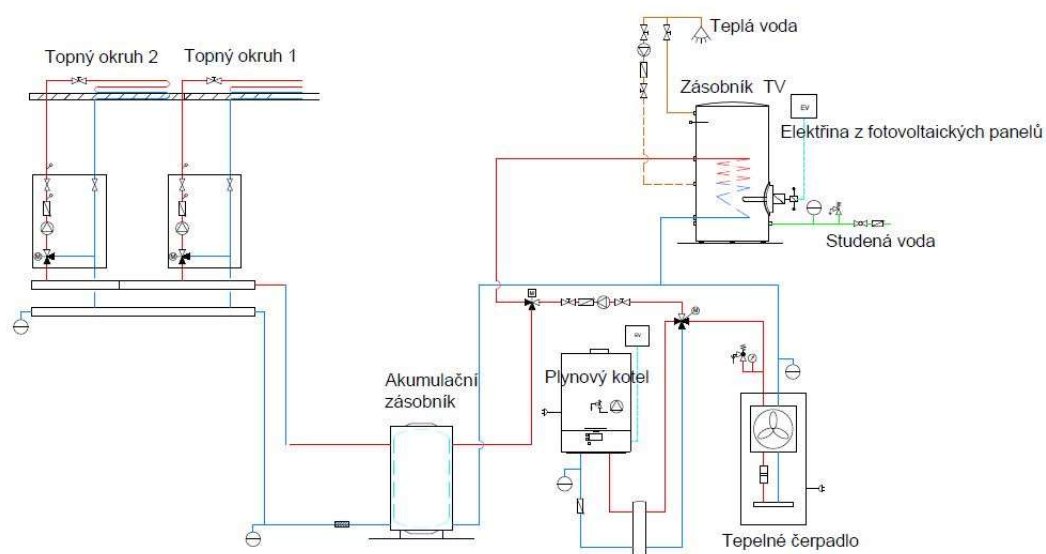 Teplá voda
Topný okruh 2
Topný okruh 1
Zásobník TV
EV
Elektřina z fotovoltaických panelů
M
M
Studená voda
M
M
EV
Akumulační
zásobník
Plynový kotel
Tepelné čerpadlo